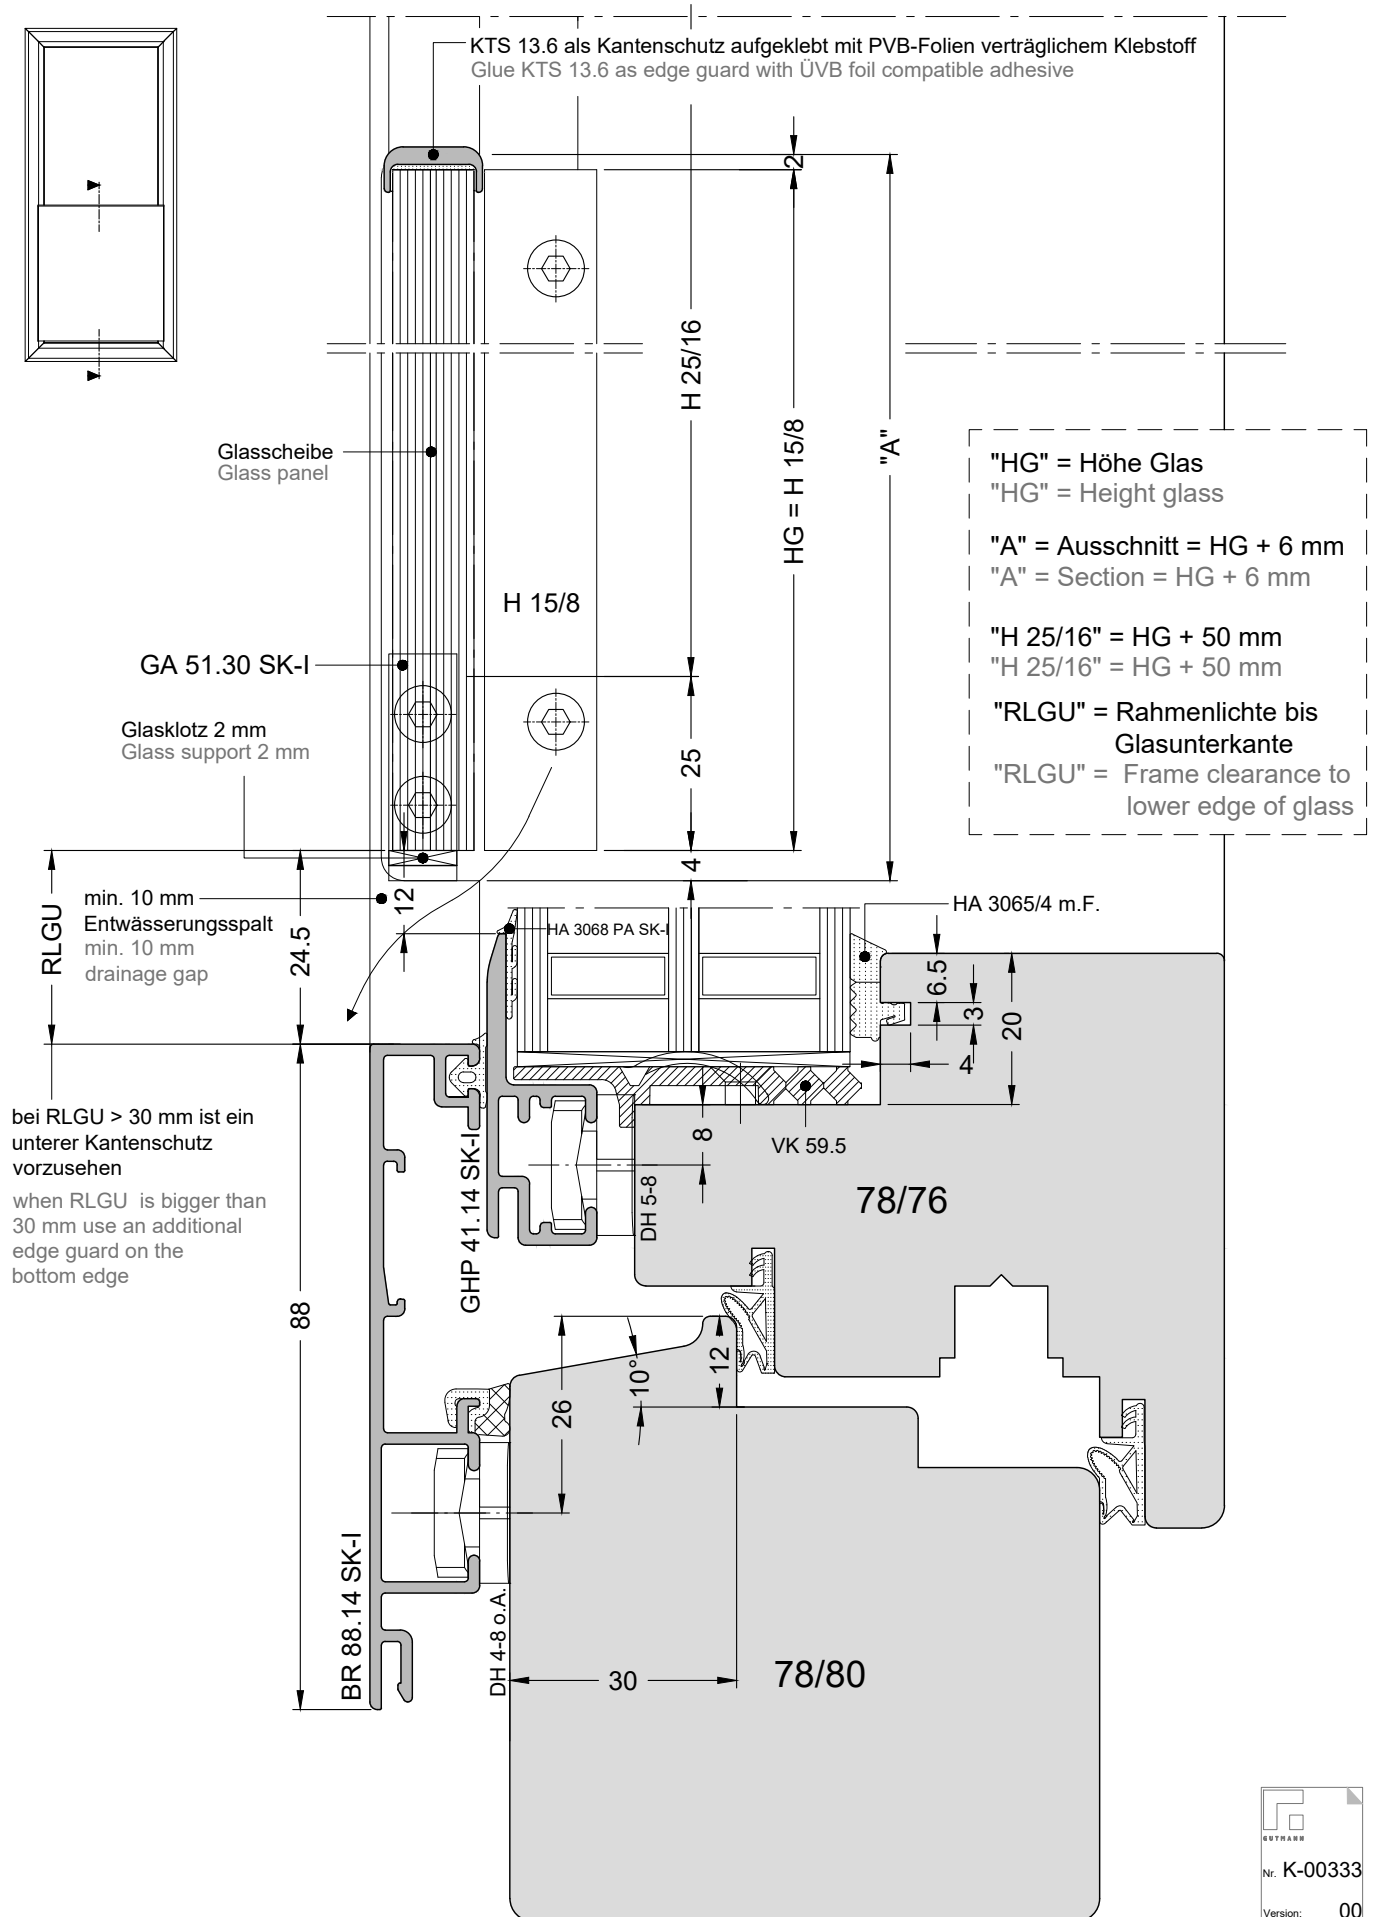 KTS 13.6 als Kantenschutz aufgeklebt mit PVB-Folien verträglichem Klebstoff
Glue KTS 13.6 as edge guard with ÜVB foil compatible adhesive
2
H 25/16
HG = H 15/8
"A"
Glasscheibe
Glass panel
"HG" = Höhe Glas
"HG" = Height glass
"A" = Ausschnitt = HG + 6 mm
"A" = Section = HG + 6 mm
"H 25/16" = HG + 50 mm
"H 25/16" = HG + 50 mm
"RLGU" = Rahmenlichte bis
Glasunterkante
"RLGU" = Frame clearance to
lower edge of glass
H 15/8
GA 51.30 SK-I
Glasklotz 2 mm
Glass support 2 mm
25
4
12
RLGU
24.5
min. 10 mm
Entwässerungsspalt
min. 10 mm
drainage gap
HA 3068 PA SK-I
HA 3065/4 m.F.
6.5
3
20
4
8
VK 59.5
bei RLGU > 30 mm ist ein
unterer Kantenschutz
vorzusehen
when RLGU is bigger than
30 mm use an additional
edge guard on the
bottom edge
GHP 41.14 SK-I
DH 5-8
78/76
88
26
10°
12
BR 88.14 SK-I
DH 4-8 o.A.
30
78/80
GUTMANN
Nr. K-00333
Version: 00